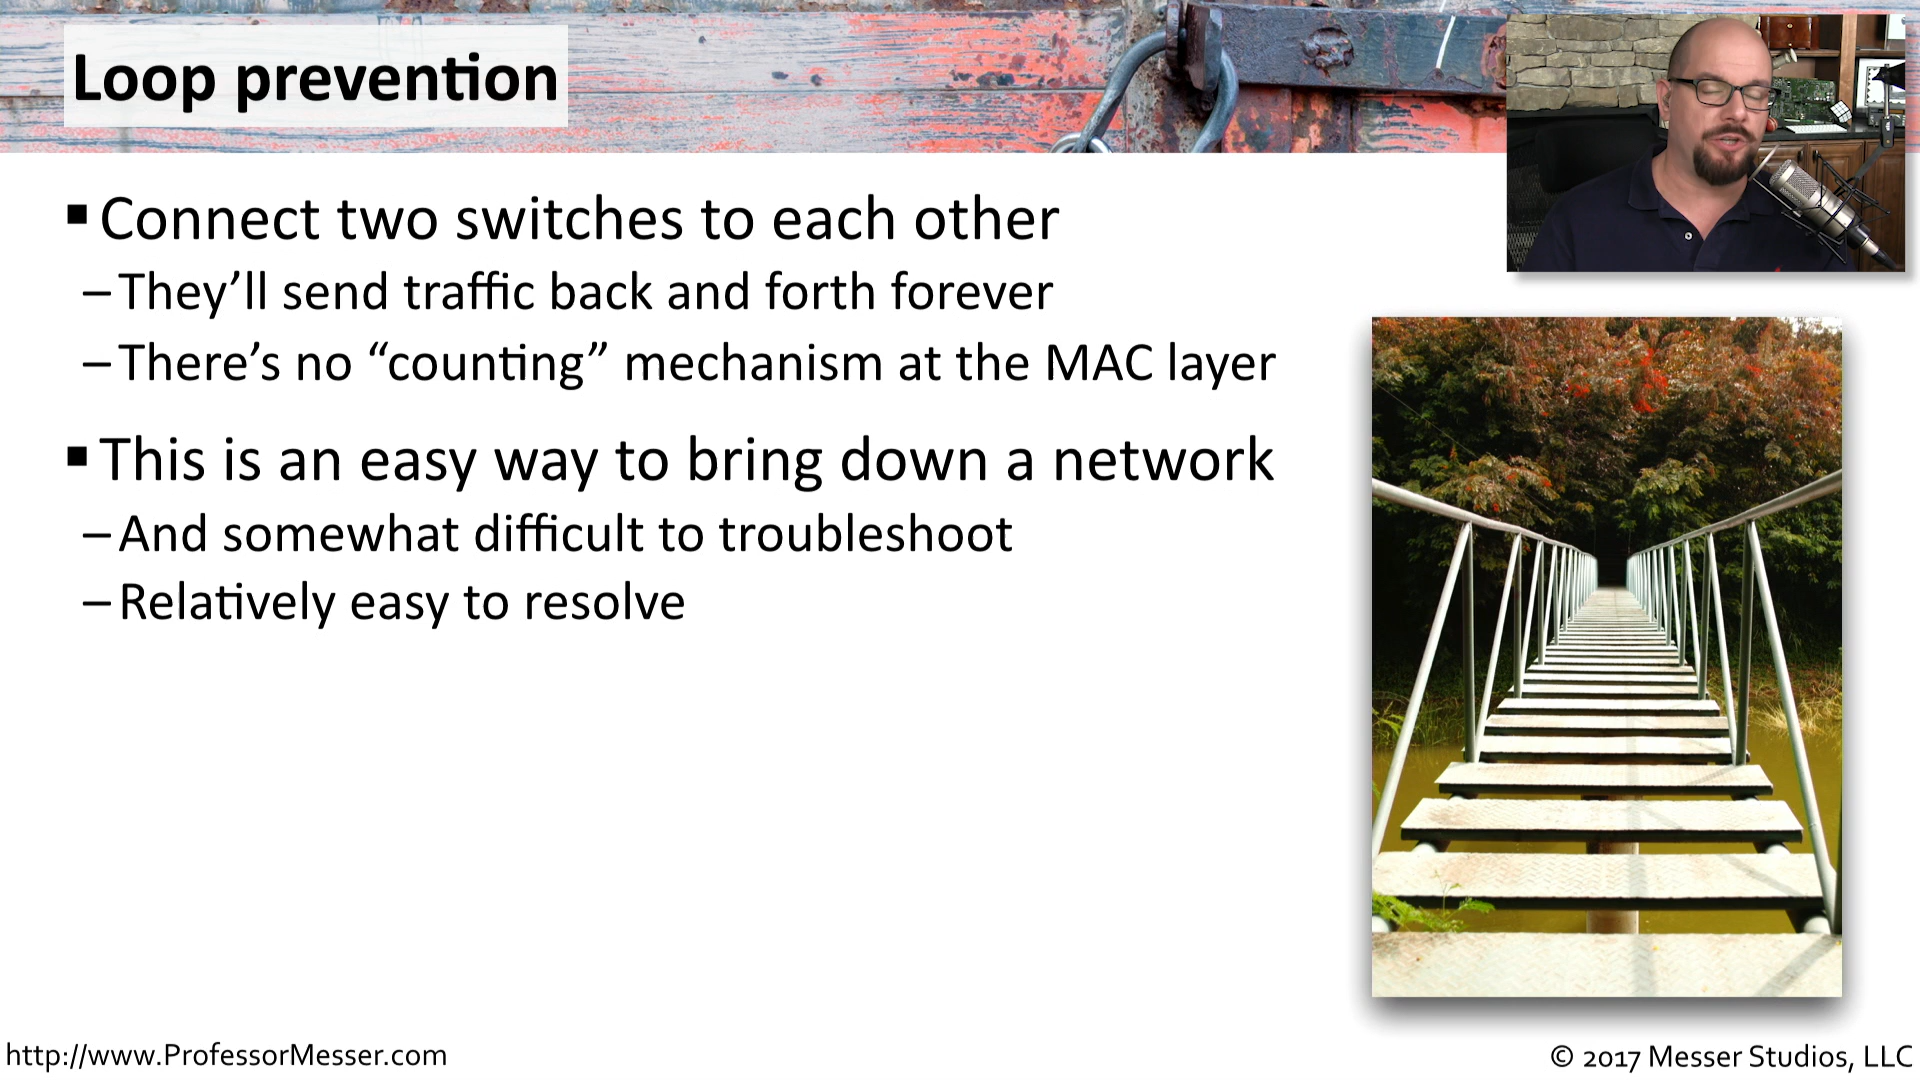 Loop prevention
▪ Connect two switches to each other
– They’ll send traffic back and forth forever
– There’s no “counting” mechanism at the MAC layer
▪ This is an easy way to bring down a network
– And somewhat difficult to troubleshoot
– Relatively easy to resolve
http://www.ProfessorMesser.com
© 2017 Messer Studios, LLC